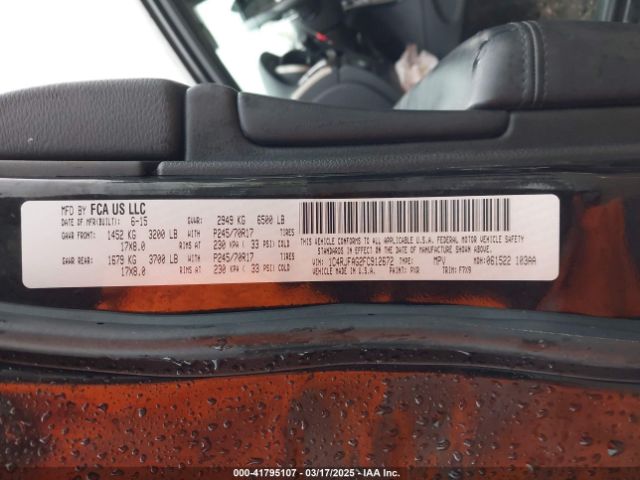 MFD BY FCA US LLC
DATE OF MFR(BUILT): 6-15 GVWR: 2949 KG 6500 LB
GAWR FRONT: 1452 KG 3200 LB WITH P245/70R17 TIRES
17X8.0 RIMS AT 230 KPA ( 33 PSI) COLD
GAWR REAR: 1679 KG 3700 LB WITH P245/70R17 TIRES
17X8.0 RIMS AT 230 KPA ( 33 PSI) COLD
THIS VEHICLE CONFORMS TO ALL APPLICABLE U.S.A. FEDERAL MOTOR VEHICLE SAFETY
STANDARDS IN EFFECT ON THE DATE OF MANUFACTURE SHOWN ABOVE.
VIN: 1C4RJFAG2FC912672 TYPE: MPV MDH: 061522 103AA
VEHICLE MADE IN U.S.A. PAINT: PXR TRIM: F7X9
000-41795107 - 03/17/2025 - IAA Inc.